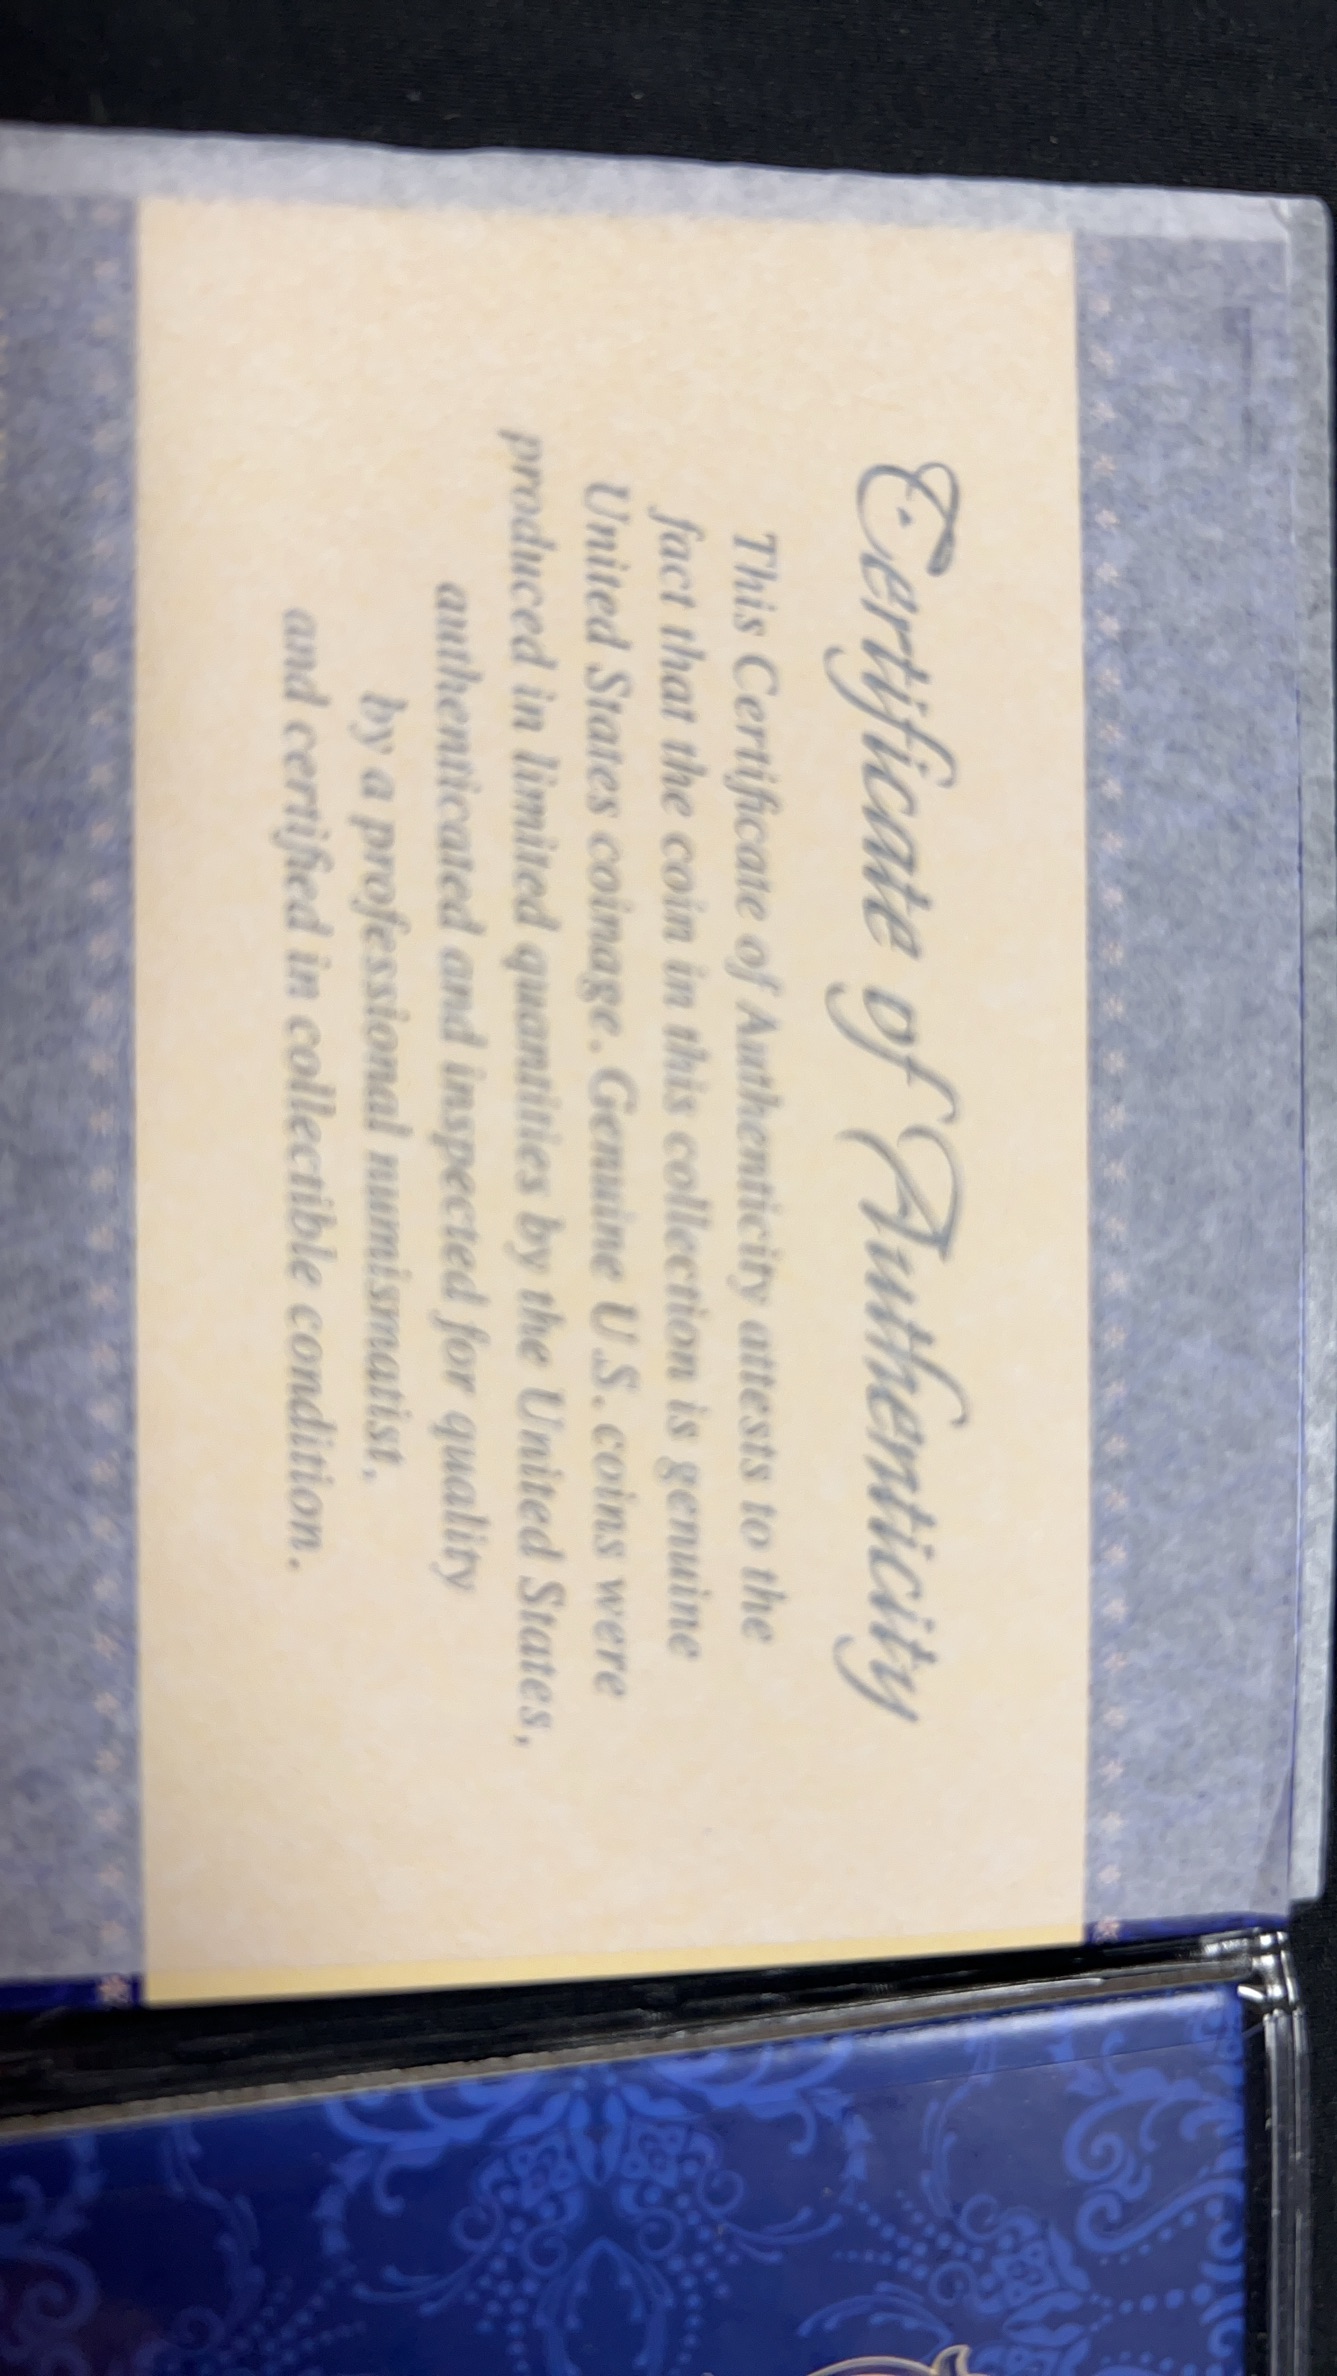 Certificate of Authenticity
This Certificate of Authenticity attests to the
fact that the coin in this collection is genuine
United States coinage. Genuine U.S. coins were
produced in limited quantities by the United States,
authenticated and inspected for quality
by a professional numismatist,
and certified in collectible condition.